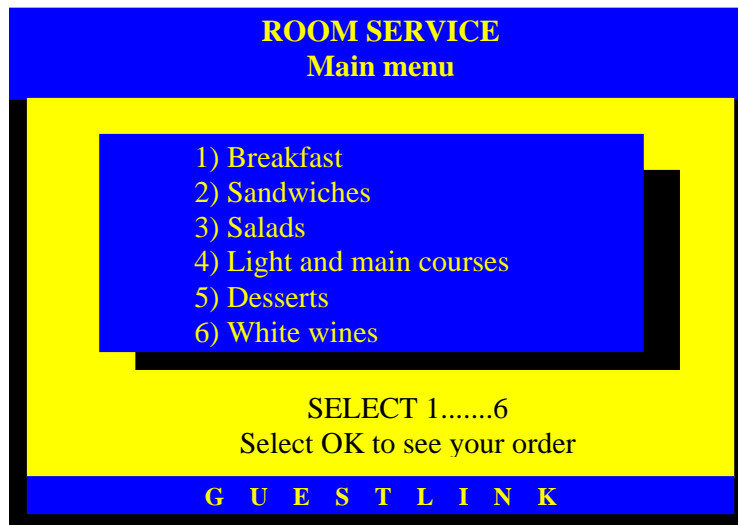 ROOM SERVICE
Main menu
1) Breakfast
2) Sandwiches
3) Salads
4) Light and main courses
5) Desserts
6) White wines
SELECT 1.......6
Select OK to see your order
G U E S T L I N K